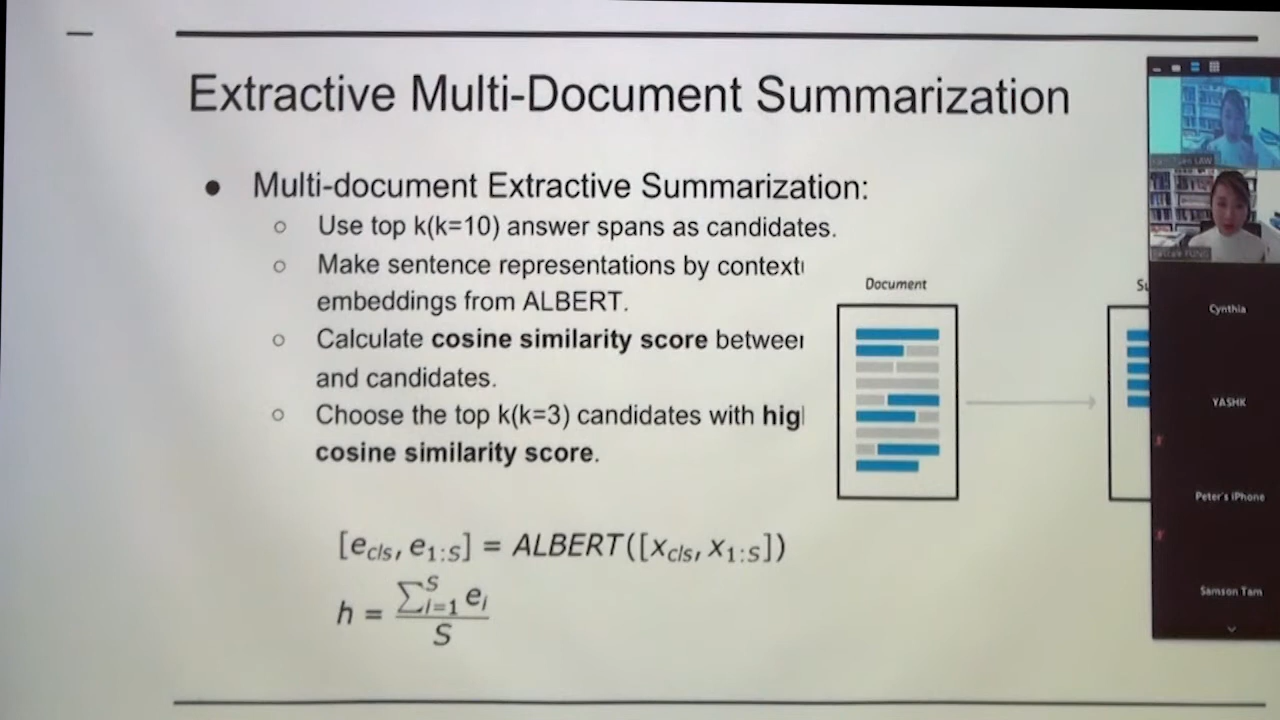 Extractive Multi-Document Summarization
● Multi-document Extractive Summarization:
○ Use top k(k=10) answer spans as candidates.
○ Make sentence representations by context
embeddings from ALBERT.
○ Calculate cosine similarity score between
and candidates.
○ Choose the top k(k=3) candidates with hig
cosine similarity score.
[e_cls, e_1:S] = ALBERT([x_cls, x_1:S])
h = ∑_{i=1}^{S} e_i / S
Document
Su
LAW
Cynthia
YASHK
Peter's iPhone
Samson Tam